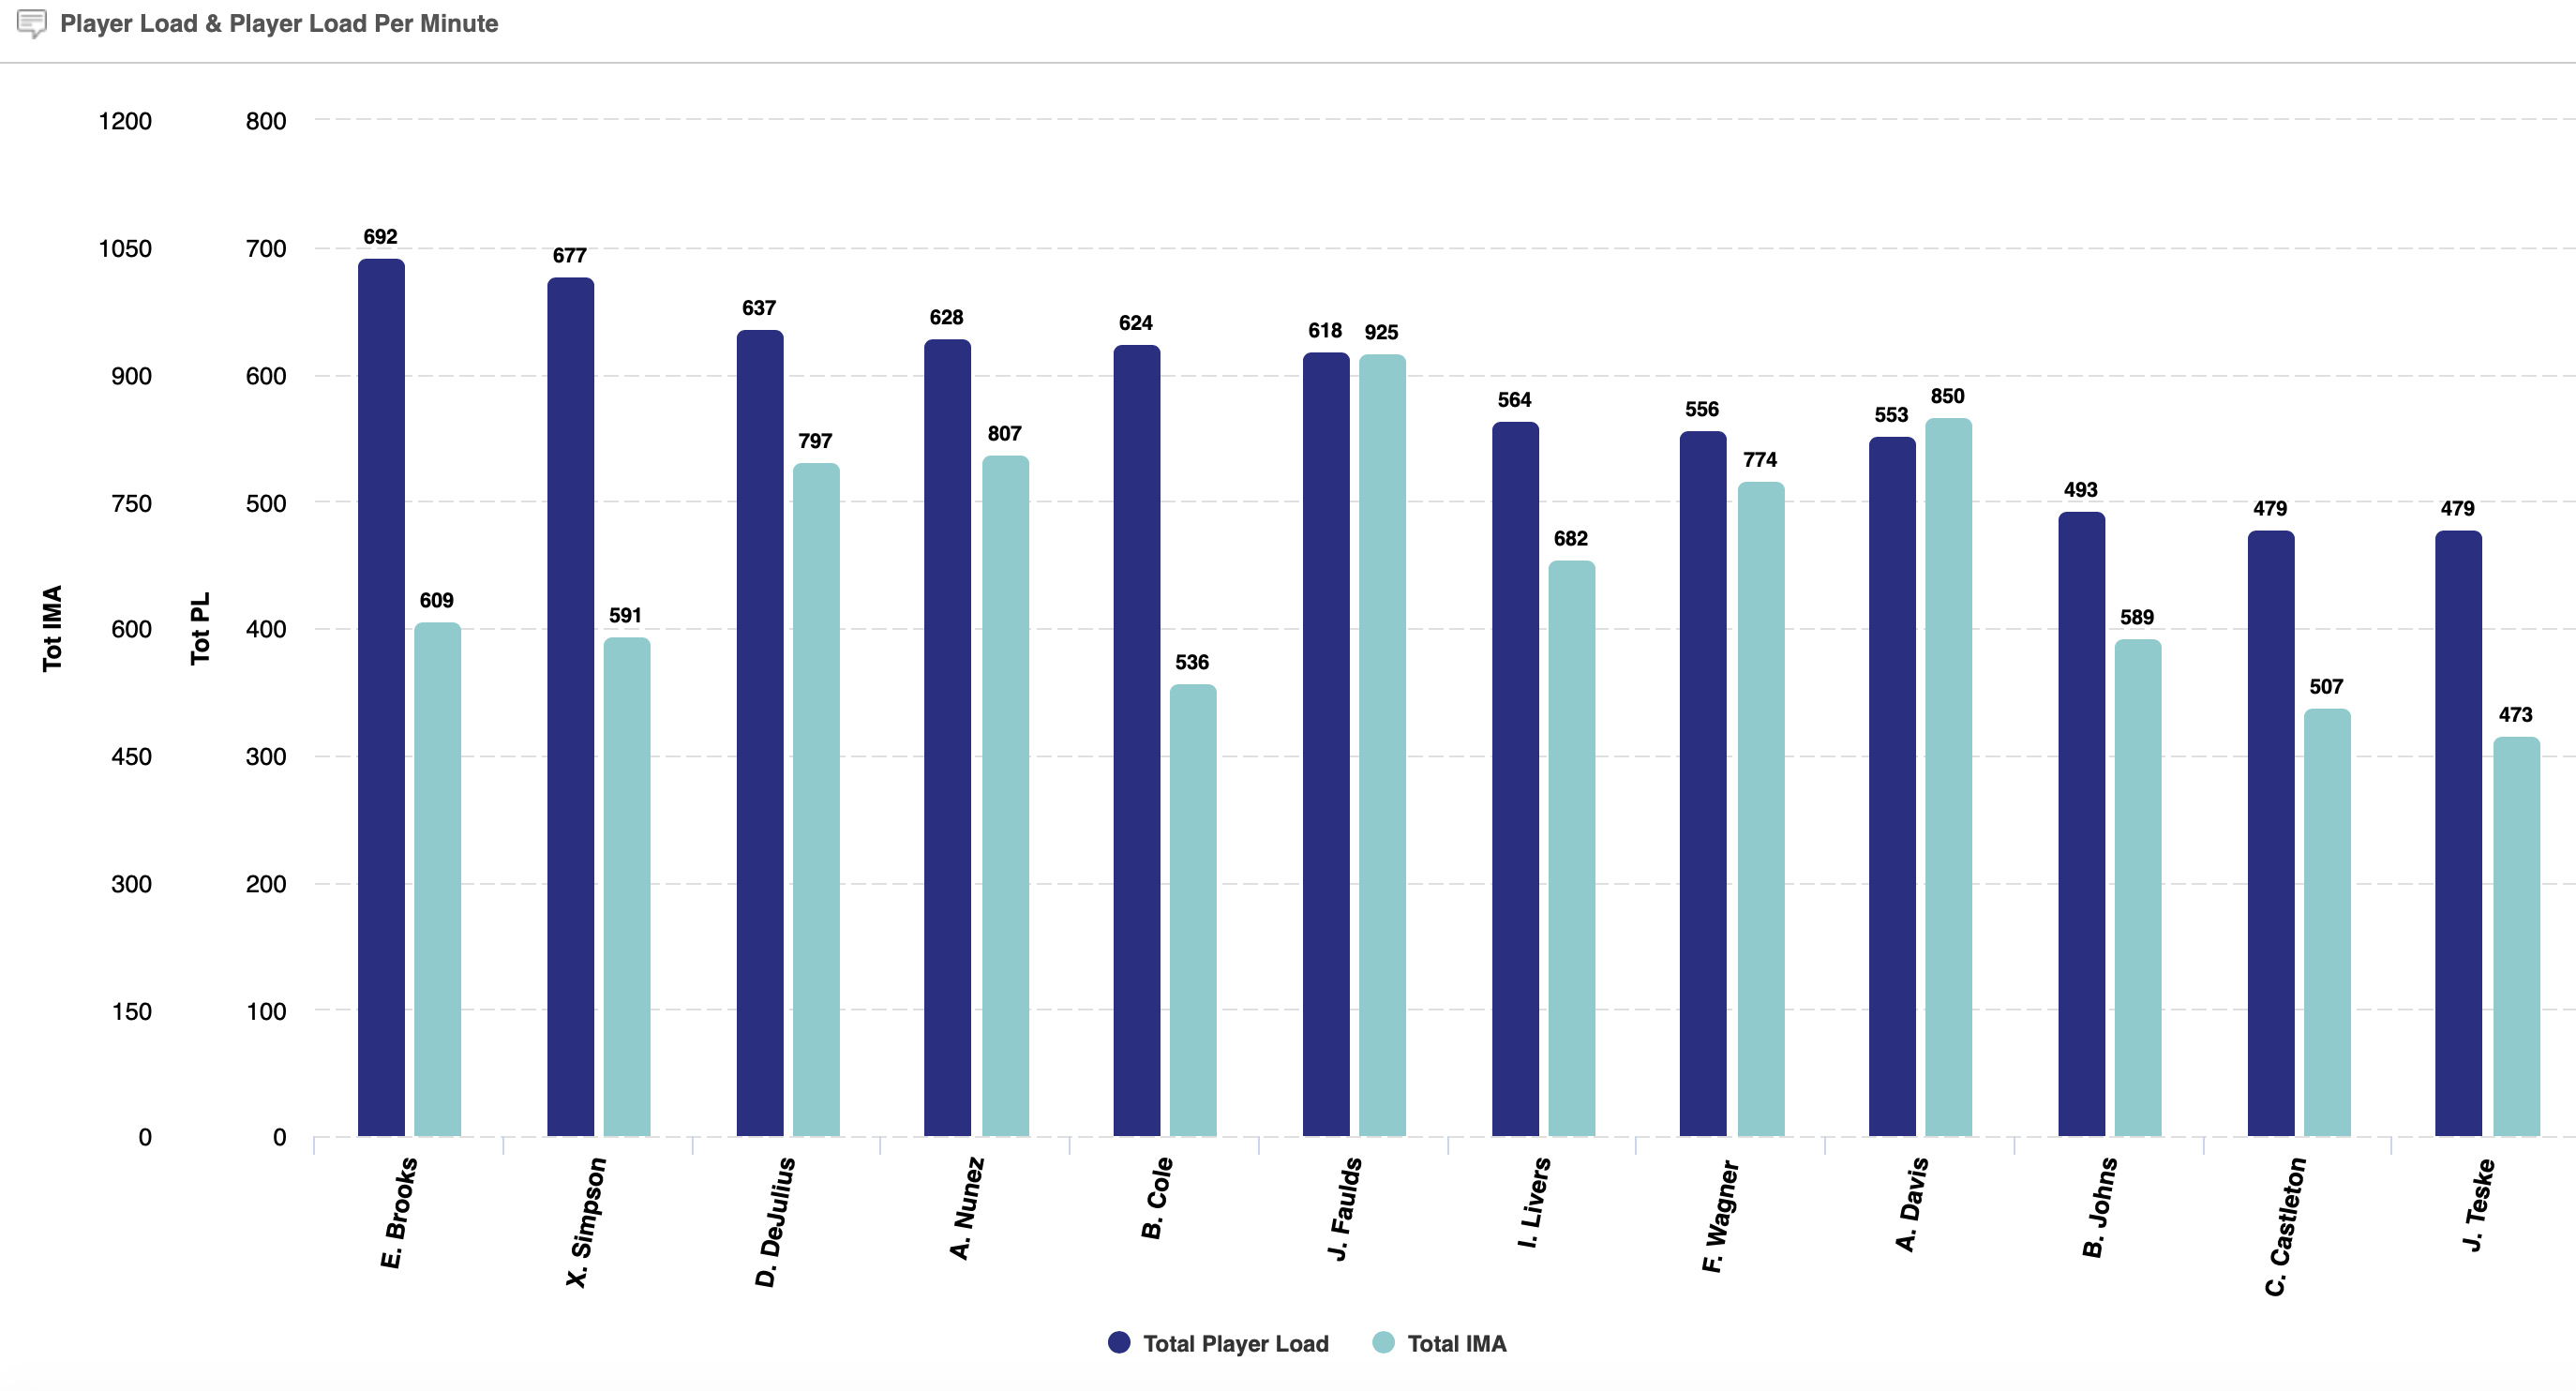 Player Load & Player Load Per Minute
1200 800
1050 700
900 600
750 500
600 400
450 300
300 200
150 100
0 0
Tot IMA
Tot PL
692 609
677 591
637 797
628 807
624 536
618 925
564 682
556 774
553 850
493 589
479 507
479 473
E. Brooks
X. Simpson
D. DeJulius
A. Nunez
B. Cole
J. Faulds
I. Livers
F. Wagner
A. Davis
B. Johns
C. Castleton
J. Teske
Total Player Load Total IMA